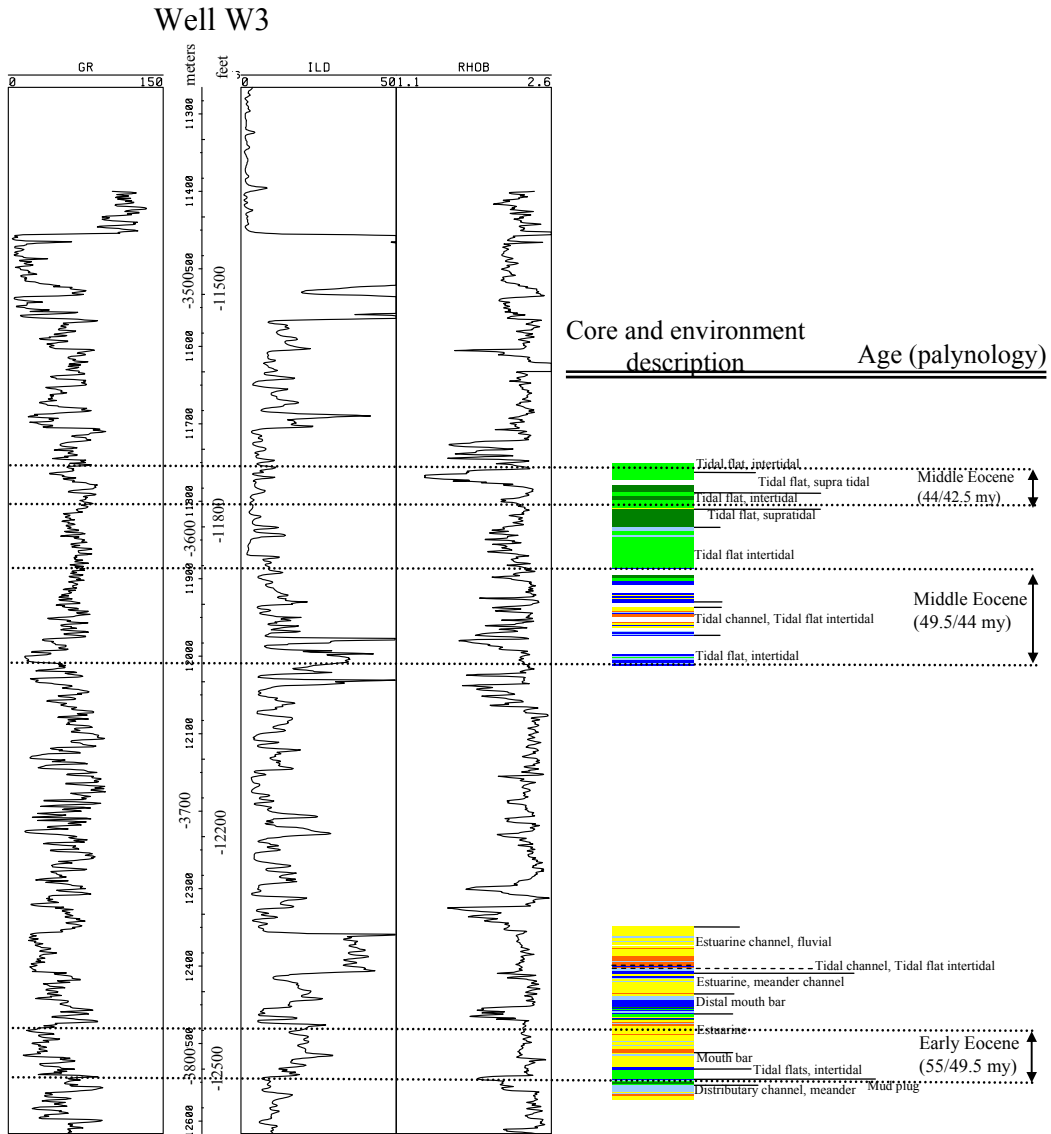 Well W3
meters
feet
GR
0 150
ILD
0 50
RHOB
1.1 2.6
11300
11400
-3500
500
-11500
11600
11700
11800
-11800
-3600
11900
12000
12100
-3700
-12200
12300
12400
500
-3800
-12500
12600
Core and environment
description
Age (palynology)
Tidal flat, intertidal
Tidal flat, supra tidal
Tidal flat, intertidal
Tidal flat, supratidal
Tidal flat intertidal
Tidal channel, Tidal flat intertidal
Tidal flat, intertidal
Estuarine channel, fluvial
Tidal channel, Tidal flat intertidal
Estuarine, meander channel
Distal mouth bar
Estuarine
Mouth bar
Tidal flats, intertidal
Mud plug
Distributary channel, meander
Middle Eocene
(44/42.5 my)
Middle Eocene
(49.5/44 my)
Early Eocene
(55/49.5 my)